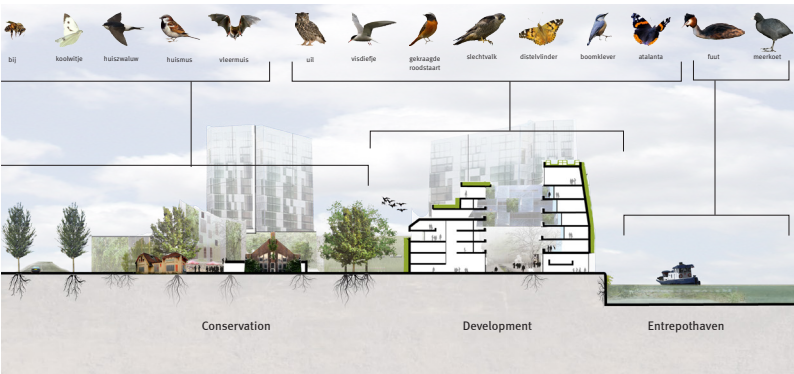 bij
koolwitje
huiszwaluw
huismus
vleermuis
uil
visdiefje
gekraagde
roodstaart
slechtvalk
distelvlinder
boomklever
atalanta
fuut
meerkoet
Conservation
Development
Entrepothaven